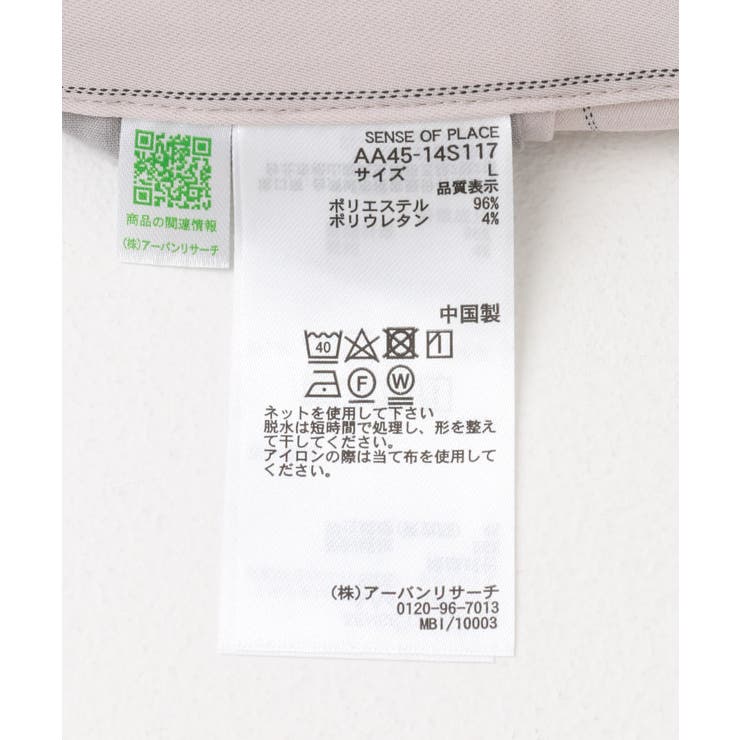 商品の関連情報
(株)アーバンリサーチ
SENSE OF PLACE
AA45-14S117
サイズ L
品質表示
ポリエステル 96%
ポリウレタン 4%
中国製
40
F W
ネットを使用して下さい
脱水は短時間で処理し、形を整え
て干してください。
アイロンの際は当て布を使用して
ください。
(株)アーバンリサーチ
0120-96-7013
MBI/10003